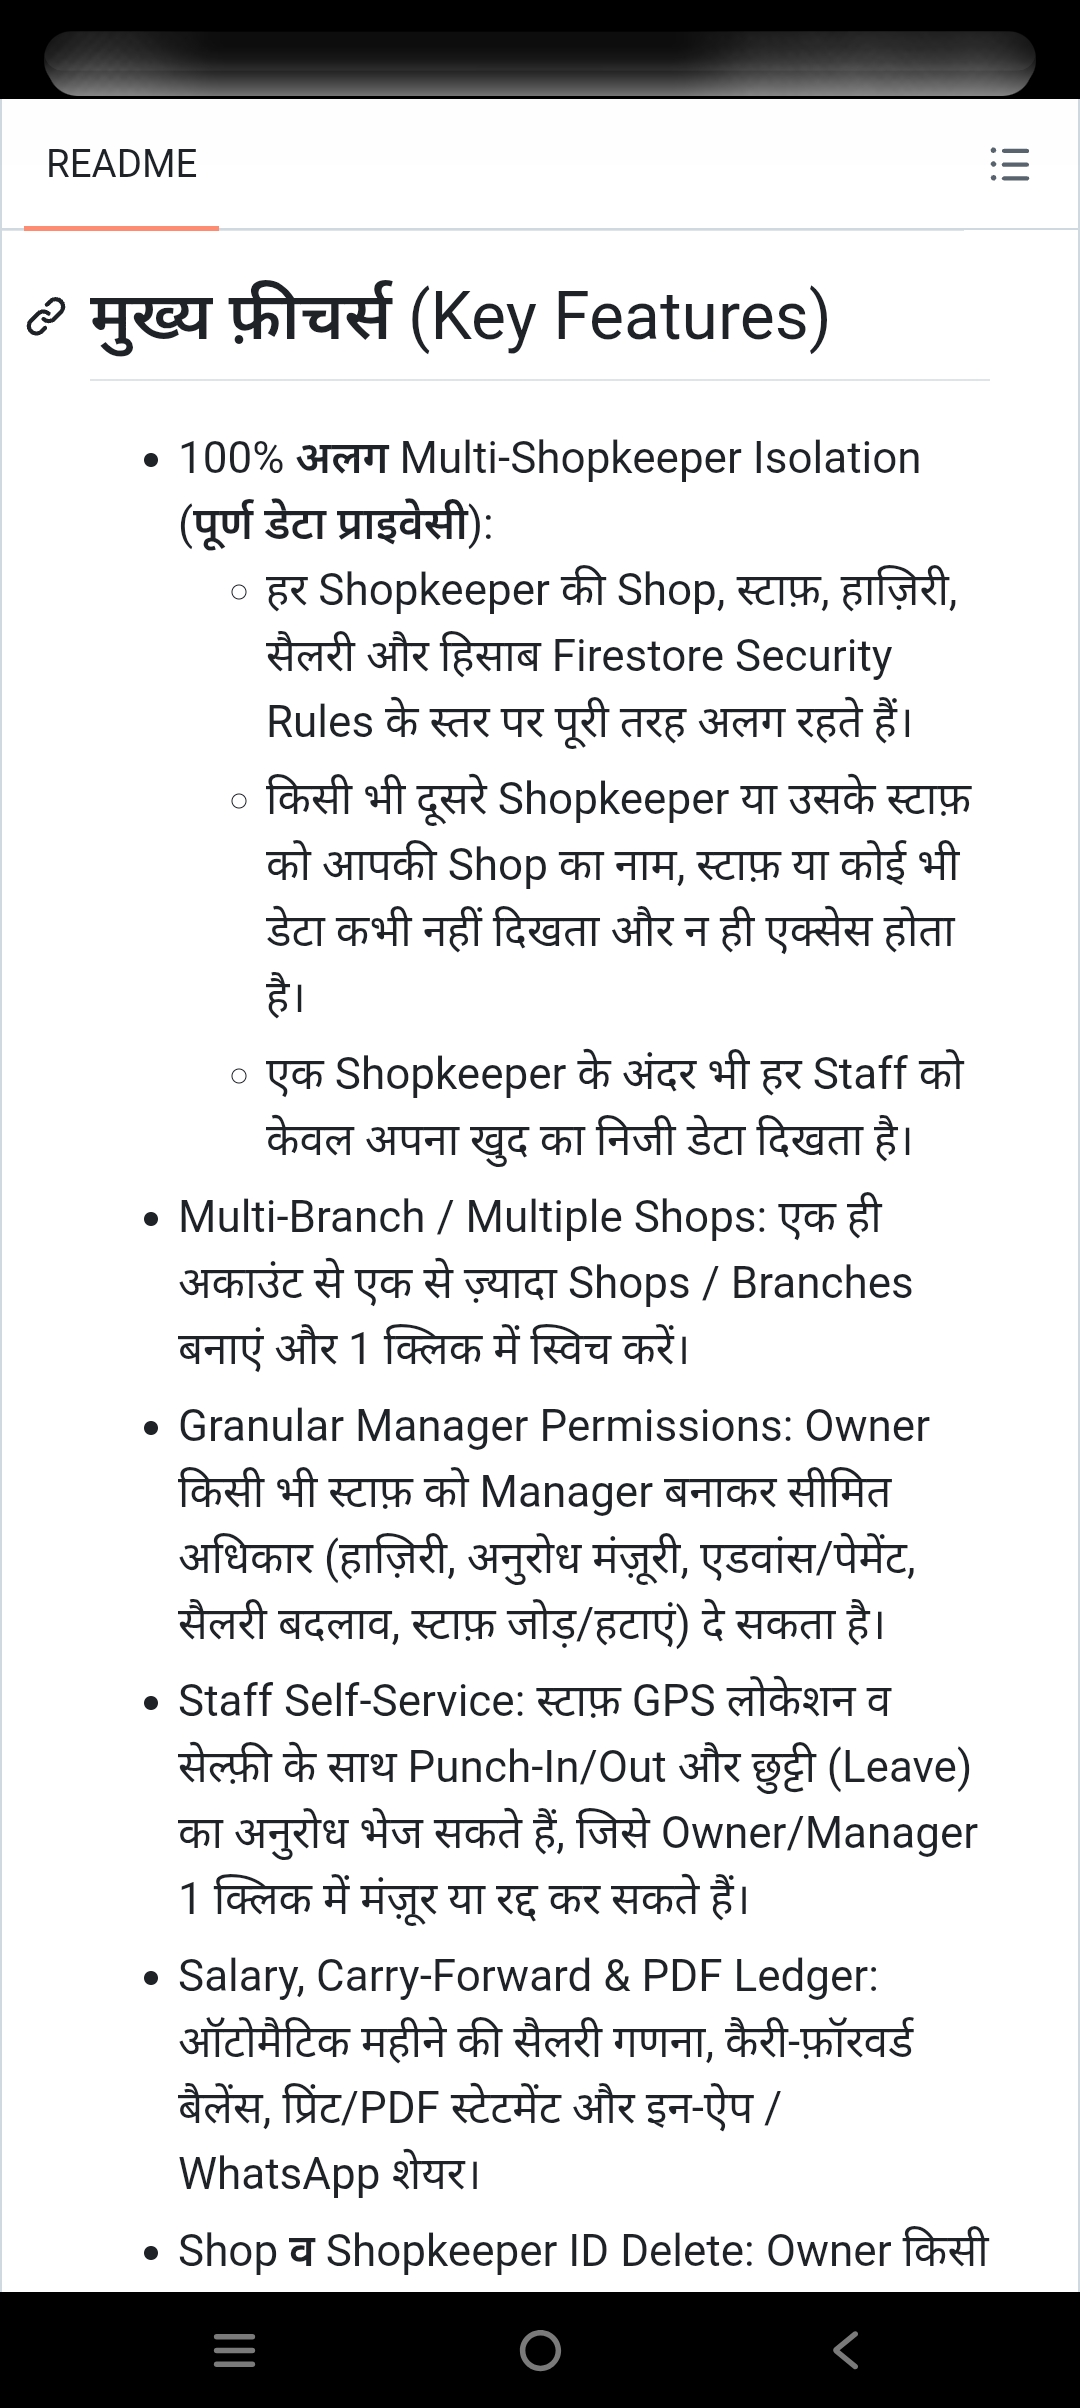 README
मुख्य फ़ीचर्स (Key Features)
100% अलग Multi-Shopkeeper Isolation
(पूर्ण डेटा प्राइवेसी):
हर Shopkeeper की Shop, स्टाफ़, हाज़िरी,
सैलरी और हिसाब Firestore Security
Rules के स्तर पर पूरी तरह अलग रहते हैं।
किसी भी दूसरे Shopkeeper या उसके स्टाफ़
को आपकी Shop का नाम, स्टाफ़ या कोई भी
डेटा कभी नहीं दिखता और न ही एक्सेस होता
है।
एक Shopkeeper के अंदर भी हर Staff को
केवल अपना खुद का निजी डेटा दिखता है।
Multi-Branch / Multiple Shops: एक ही
अकाउंट से एक से ज़्यादा Shops / Branches
बनाएं और 1 क्लिक में स्विच करें।
Granular Manager Permissions: Owner
किसी भी स्टाफ़ को Manager बनाकर सीमित
अधिकार (हाज़िरी, अनुरोध मंज़ूरी, एडवांस/पेमेंट,
सैलरी बदलाव, स्टाफ़ जोड़/हटाएं) दे सकता है।
Staff Self-Service: स्टाफ़ GPS लोकेशन व
सेल्फ़ी के साथ Punch-In/Out और छुट्टी (Leave)
का अनुरोध भेज सकते हैं, जिसे Owner/Manager
1 क्लिक में मंज़ूर या रद्द कर सकते हैं।
Salary, Carry-Forward & PDF Ledger:
ऑटोमैटिक महीने की सैलरी गणना, कैरी-फ़ॉरवर्ड
बैलेंस, प्रिंट/PDF स्टेटमेंट और इन-ऐप /
WhatsApp शेयर।
Shop व Shopkeeper ID Delete: Owner किसी